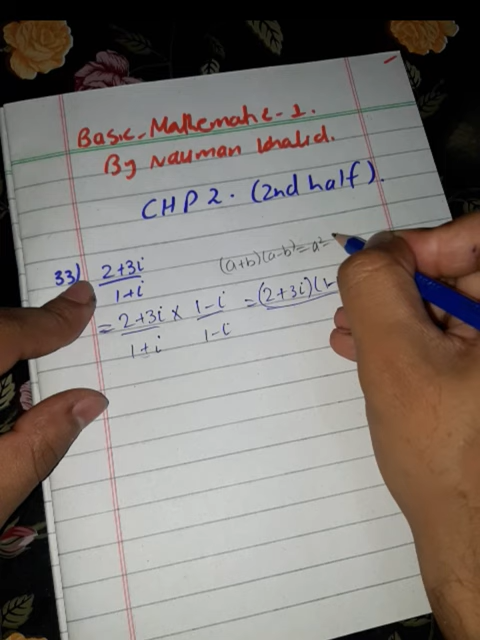 Basic Mathematic-1.
By Nauman Khalid.
CHP 2. (2nd half).
33) 2+3i
1+i
(a+b)(a-b) = a² -
= 2+3i × 1-i = (2+3i)(1-
1+i 1-i